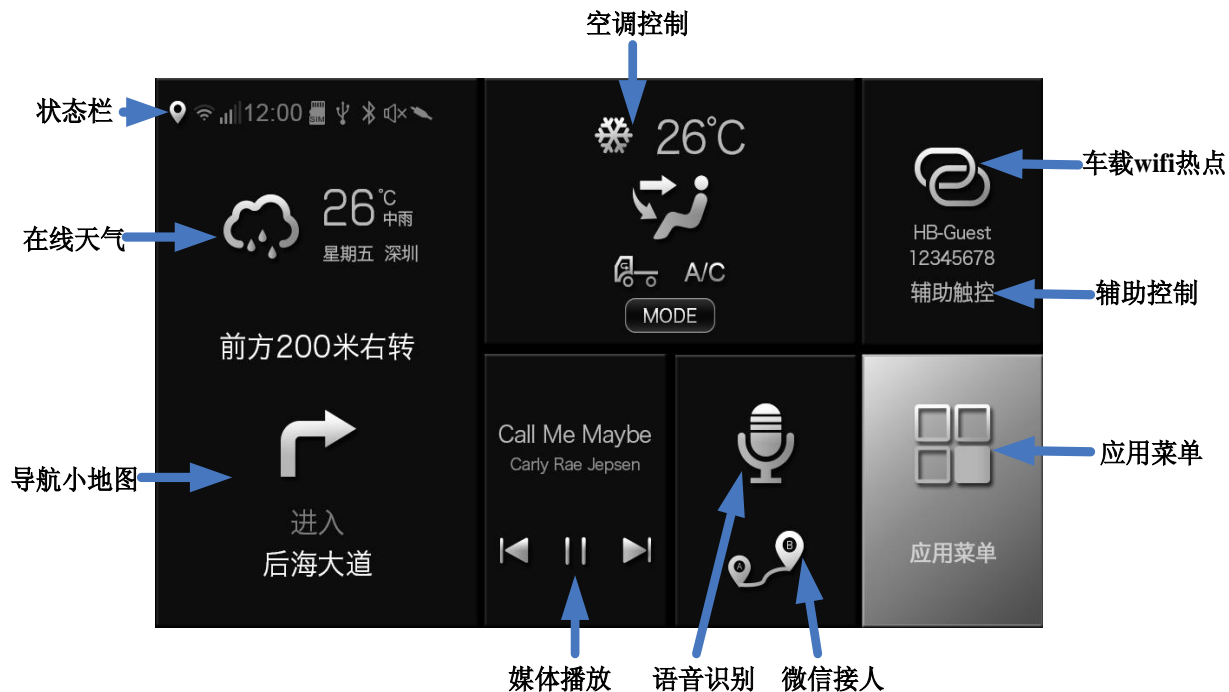 空调控制
状态栏
12:00
SIM
26℃
车载wifi热点
26℃
中雨
在线天气
星期五 深圳
HB-Guest
12345678
A/C
辅助触控
辅助控制
MODE
前方200米右转
Call Me Maybe
Carly Rae Jepsen
应用菜单
导航小地图
进入
后海大道
A
B
应用菜单
媒体播放
语音识别
微信接人